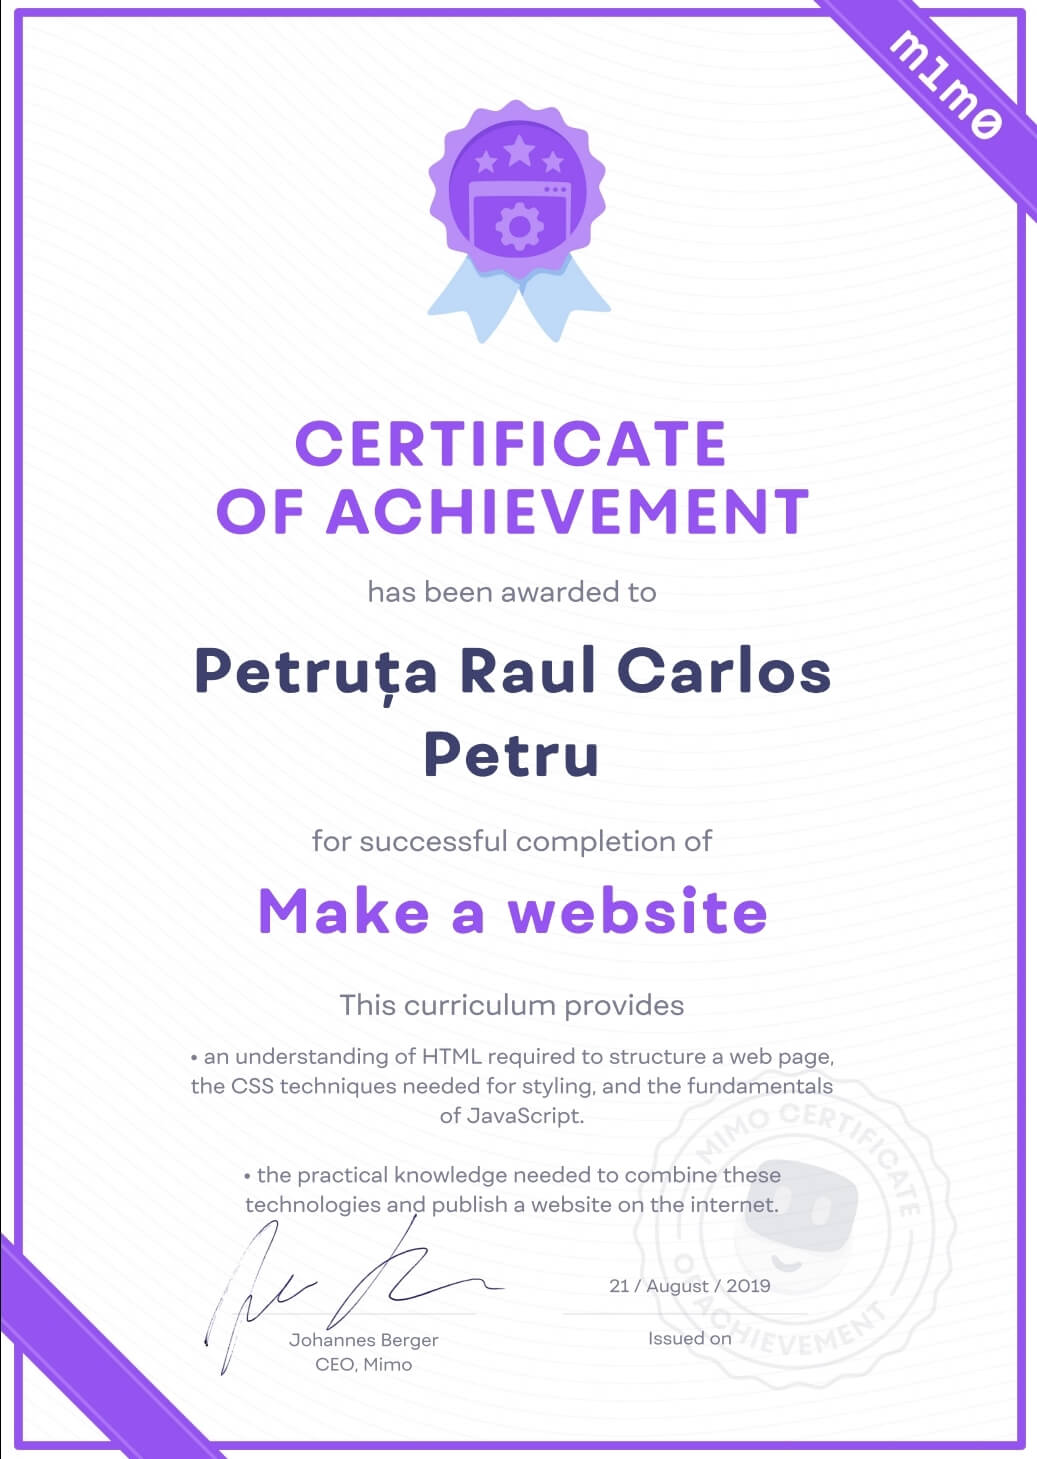 m1m0
CERTIFICATE
OF ACHIEVEMENT
has been awarded to
Petruța Raul Carlos
Petru
for successful completion of
Make a website
This curriculum provides
• an understanding of HTML required to structure a web page,
the CSS techniques needed for styling, and the fundamentals
of JavaScript.
• the practical knowledge needed to combine these
technologies and publish a website on the internet.
21 / August / 2019
Johannes Berger
CEO, Mimo
Issued on
MIMO CERTIFICATE
OF ACHIEVEMENT